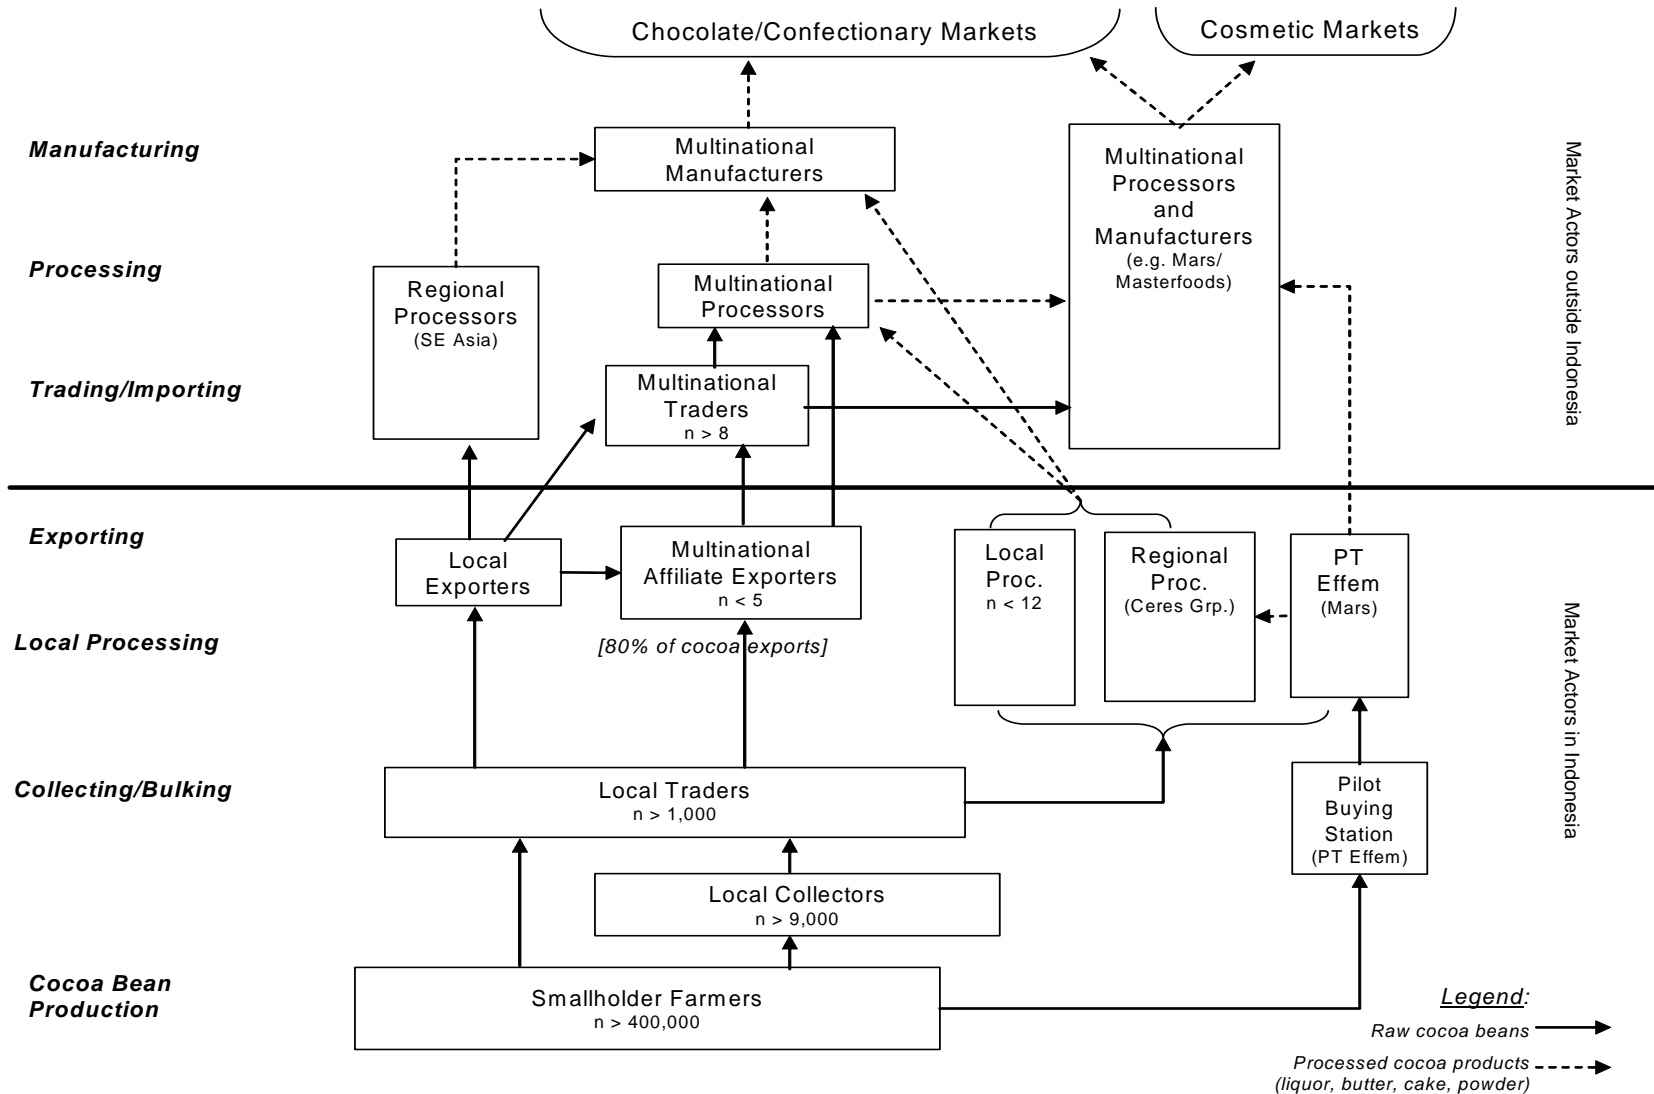 Chocolate/Confectionary Markets
Cosmetic Markets
Manufacturing
Multinational
Manufacturers
Multinational
Processors
and
Manufacturers
(e.g. Mars/
Masterfoods)
Market Actors outside Indonesia
Processing
Regional
Processors
(SE Asia)
Multinational
Processors
Trading/Importing
Multinational
Traders
n > 8
Exporting
Local
Exporters
Multinational
Affiliate Exporters
n < 5
[80% of cocoa exports]
Local
Proc.
n < 12
Regional
Proc.
(Ceres Grp.)
PT
Effem
(Mars)
Local Processing
Market Actors in Indonesia
Collecting/Bulking
Local Traders
n > 1,000
Pilot
Buying
Station
(PT Effem)
Local Collectors
n > 9,000
Cocoa Bean
Production
Smallholder Farmers
n > 400,000
Legend:
Raw cocoa beans
Processed cocoa products
(liquor, butter, cake, powder)